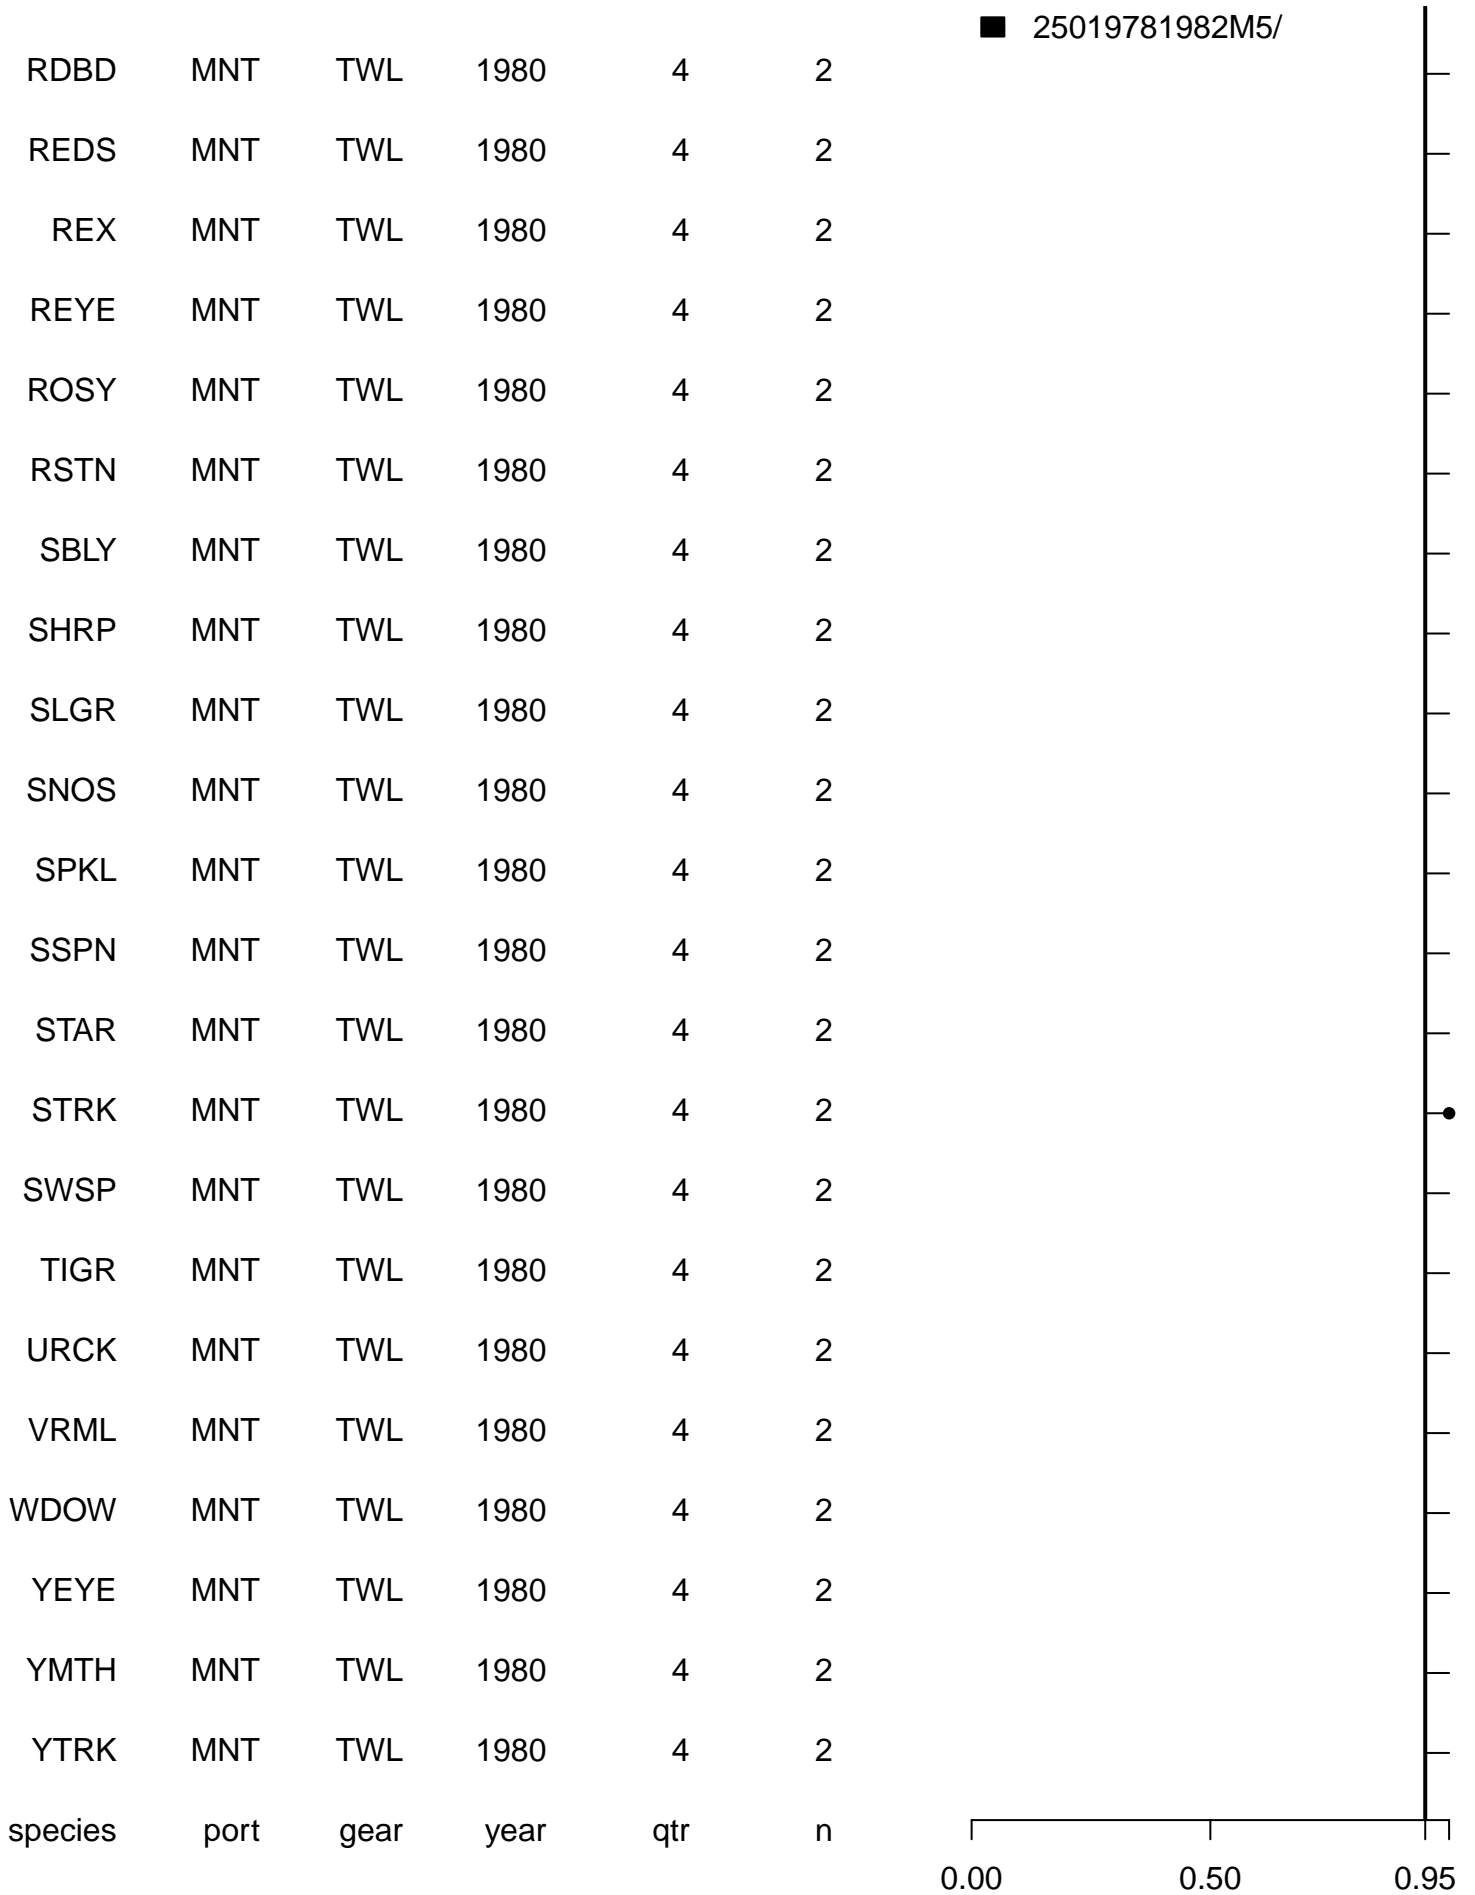 25019781982M5/
RDBD MNT TWL 1980 4 2
REDS MNT TWL 1980 4 2
REX MNT TWL 1980 4 2
REYE MNT TWL 1980 4 2
ROSY MNT TWL 1980 4 2
RSTN MNT TWL 1980 4 2
SBLY MNT TWL 1980 4 2
SHRP MNT TWL 1980 4 2
SLGR MNT TWL 1980 4 2
SNOS MNT TWL 1980 4 2
SPKL MNT TWL 1980 4 2
SSPN MNT TWL 1980 4 2
STAR MNT TWL 1980 4 2
STRK MNT TWL 1980 4 2
SWSP MNT TWL 1980 4 2
TIGR MNT TWL 1980 4 2
URCK MNT TWL 1980 4 2
VRML MNT TWL 1980 4 2
WDOW MNT TWL 1980 4 2
YEYE MNT TWL 1980 4 2
YMTH MNT TWL 1980 4 2
YTRK MNT TWL 1980 4 2
species port gear year qtr n
0.00 0.50 0.95